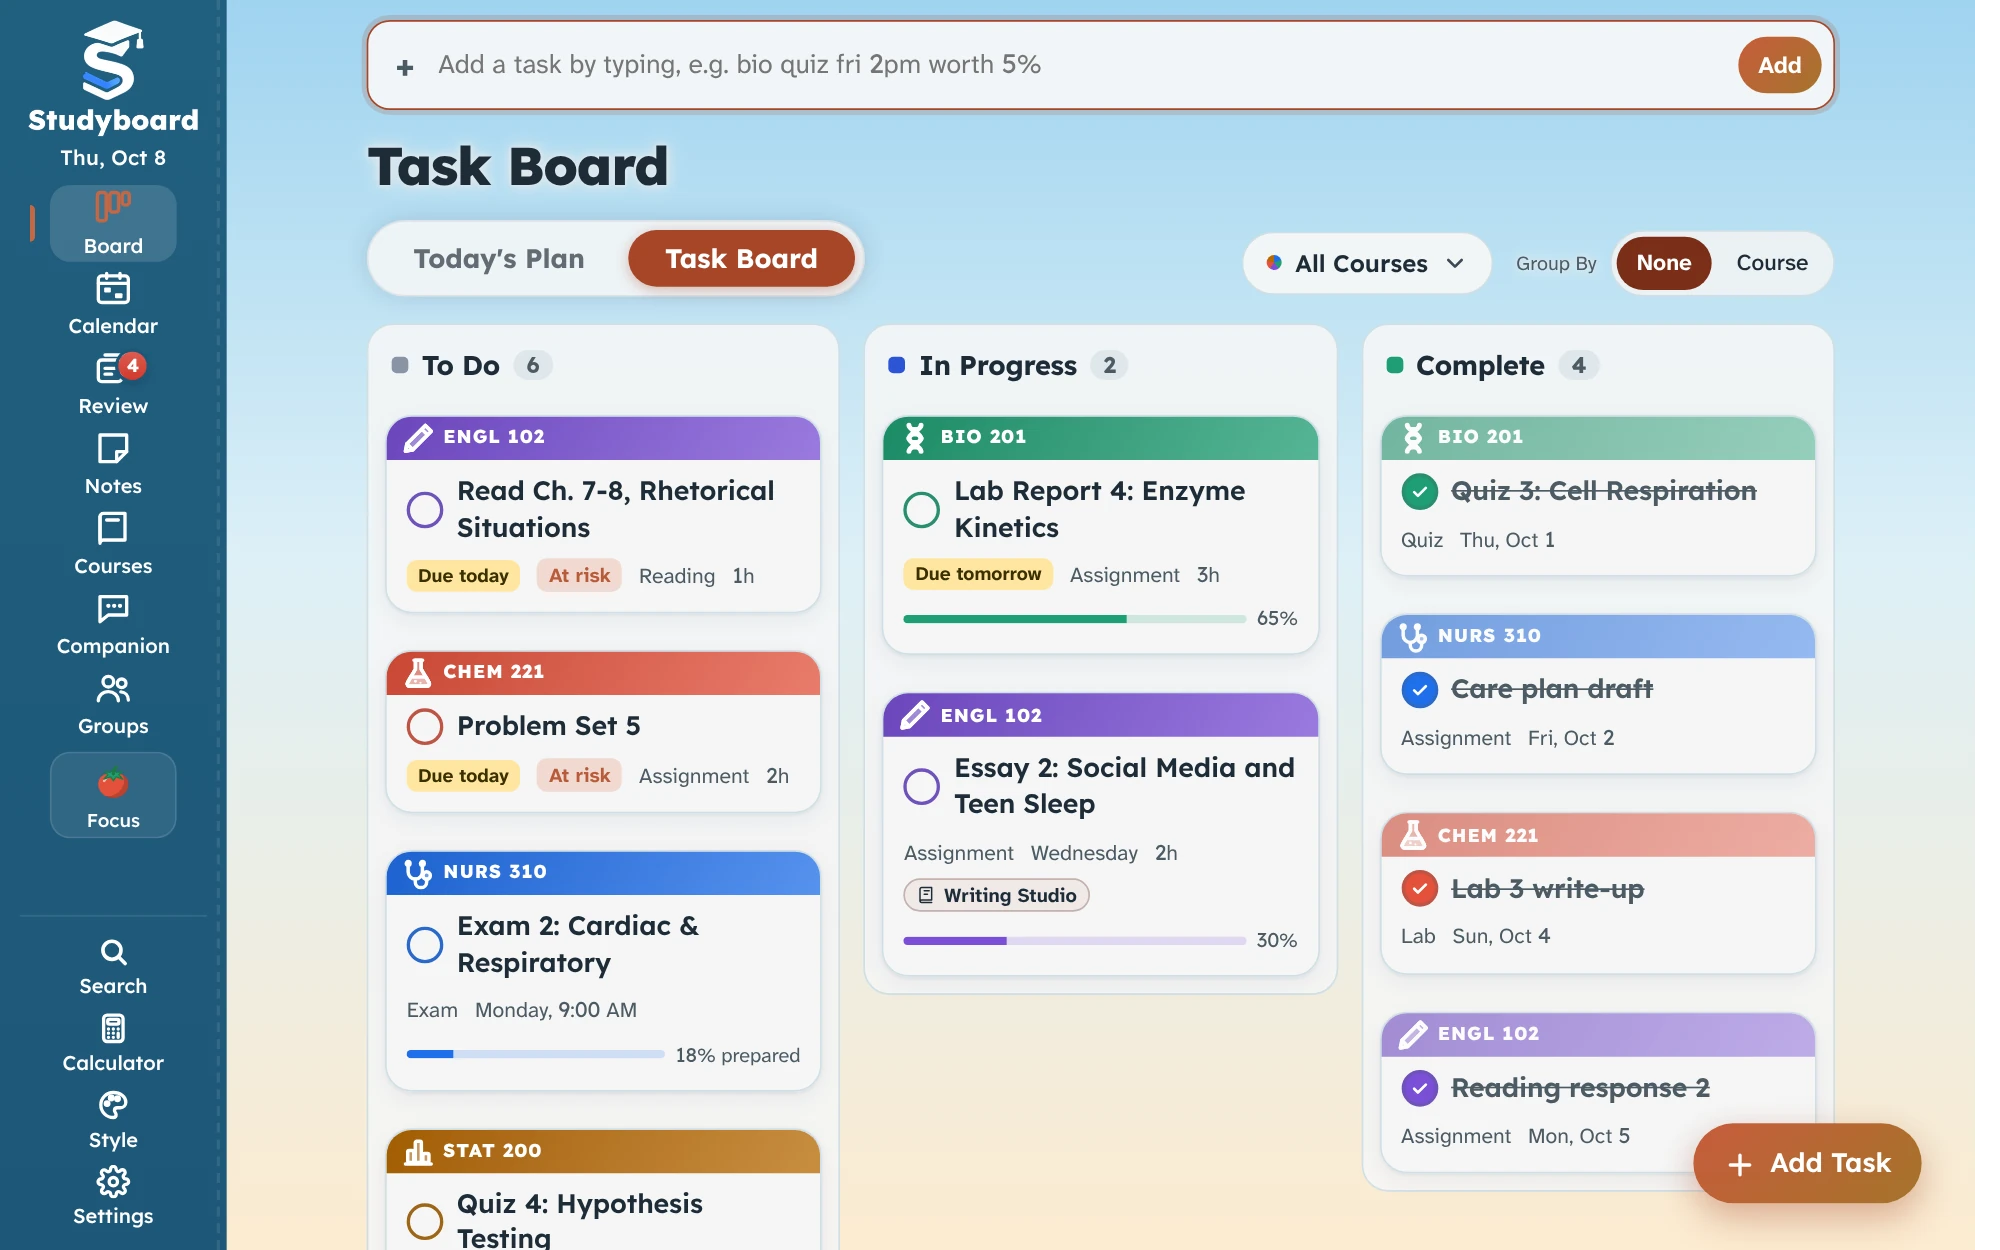 Studyboard
Thu, Oct 8
Board
Calendar
4
Review
Notes
Courses
Companion
Groups
Focus
Search
Calculator
Style
Settings
+ Add a task by typing, e.g. bio quiz fri 2pm worth 5%
Add
Task Board
Today's Plan
Task Board
All Courses
Group By
None
Course
To Do 6
ENGL 102
Read Ch. 7-8, Rhetorical
Situations
Due today At risk Reading 1h
CHEM 221
Problem Set 5
Due today At risk Assignment 2h
NURS 310
Exam 2: Cardiac &
Respiratory
Exam Monday, 9:00 AM
18% prepared
STAT 200
Quiz 4: Hypothesis
Testing
In Progress 2
BIO 201
Lab Report 4: Enzyme
Kinetics
Due tomorrow Assignment 3h
65%
ENGL 102
Essay 2: Social Media and
Teen Sleep
Assignment Wednesday 2h
Writing Studio
30%
Complete 4
BIO 201
Quiz 3: Cell Respiration
Quiz Thu, Oct 1
NURS 310
Care plan draft
Assignment Fri, Oct 2
CHEM 221
Lab 3 write-up
Lab Sun, Oct 4
ENGL 102
Reading response 2
Assignment Mon, Oct 5
+ Add Task